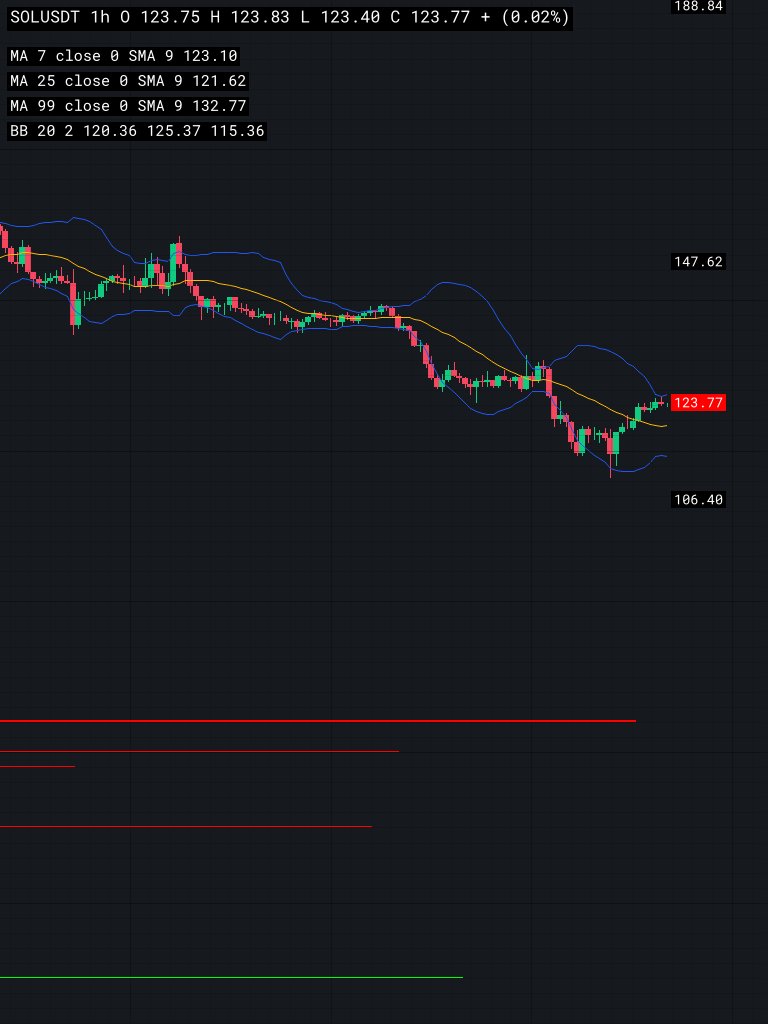 SOLUSDT 1h O 123.75 H 123.83 L 123.40 C 123.77 + (0.02%)
188.84
MA 7 close 0 SMA 9 123.10
MA 25 close 0 SMA 9 121.62
MA 99 close 0 SMA 9 132.77
BB 20 2 120.36 125.37 115.36
147.62
123.77
106.40